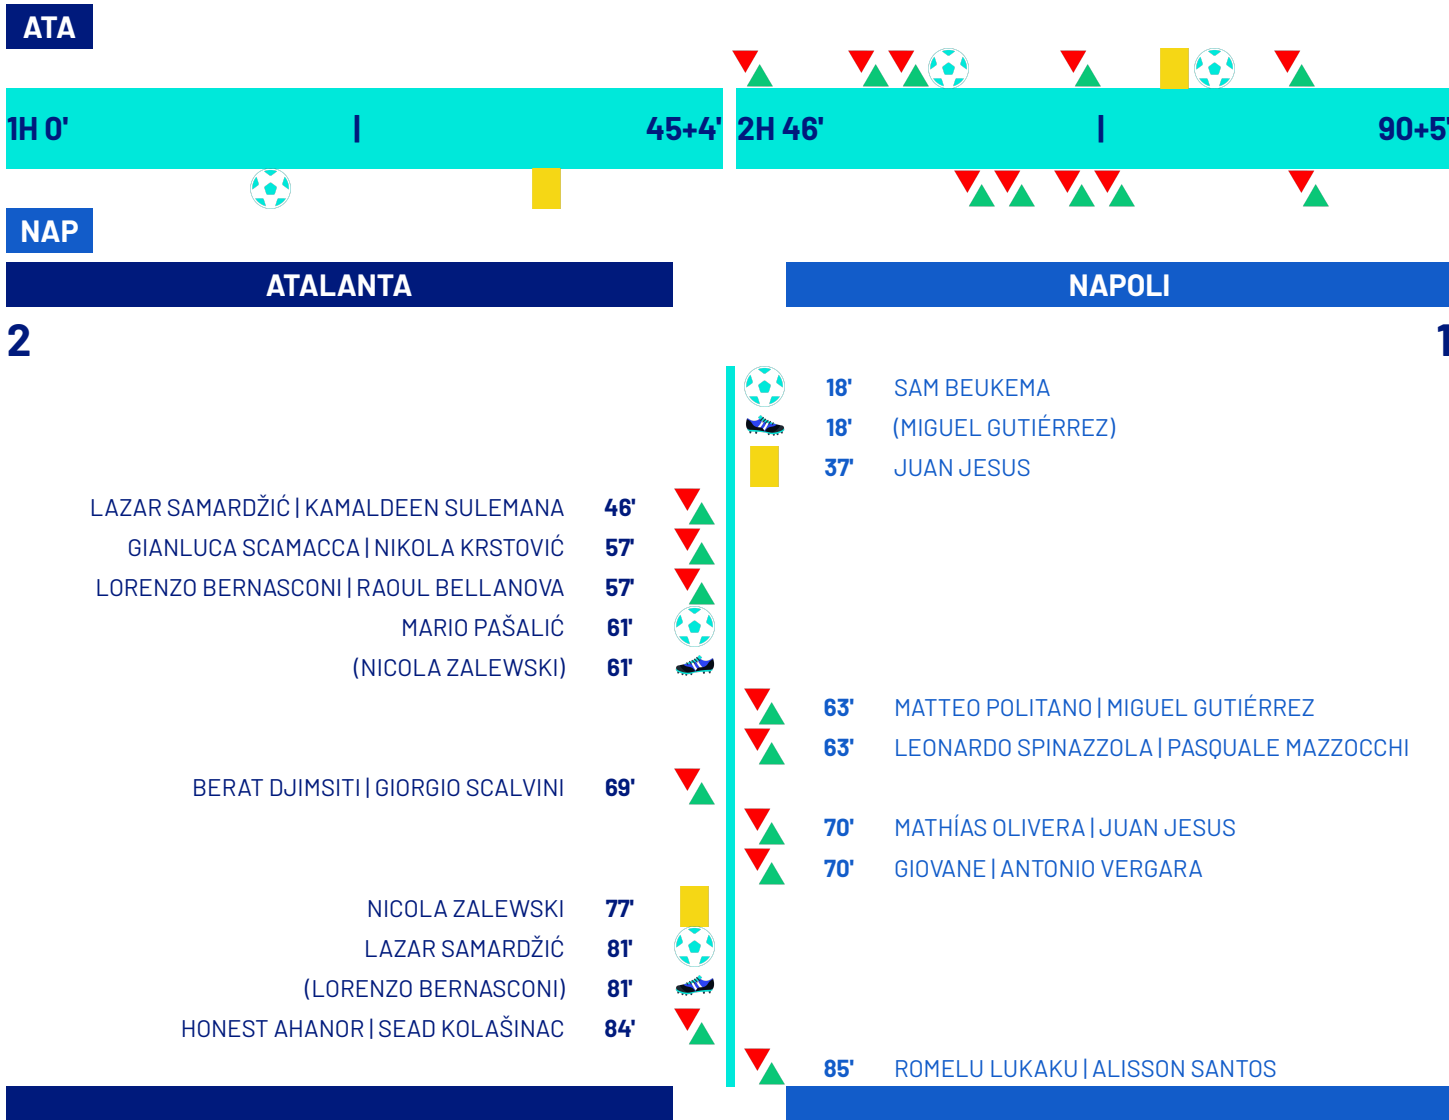 ATA
1H 0' | 45+4' 2H 46' | 90+5'
NAP
ATALANTA NAPOLI
2 1
18' SAM BEUKEMA
18' (MIGUEL GUTIÉRREZ)
37' JUAN JESUS
LAZAR SAMARDŽIĆ | KAMALDEEN SULEMANA 46'
GIANLUCA SCAMACCA | NIKOLA KRSTOVIĆ 57'
LORENZO BERNASCONI | RAOUL BELLANOVA 57'
MARIO PAŠALIĆ 61'
(NICOLA ZALEWSKI) 61'
63' MATTEO POLITANO | MIGUEL GUTIÉRREZ
63' LEONARDO SPINAZZOLA | PASQUALE MAZZOCCHI
BERAT DJIMSITI | GIORGIO SCALVINI 69'
70' MATHÍAS OLIVERA | JUAN JESUS
70' GIOVANE | ANTONIO VERGARA
NICOLA ZALEWSKI 77'
LAZAR SAMARDŽIĆ 81'
(LORENZO BERNASCONI) 81'
HONEST AHANOR | SEAD KOLAŠINAC 84'
85' ROMELU LUKAKU | ALISSON SANTOS